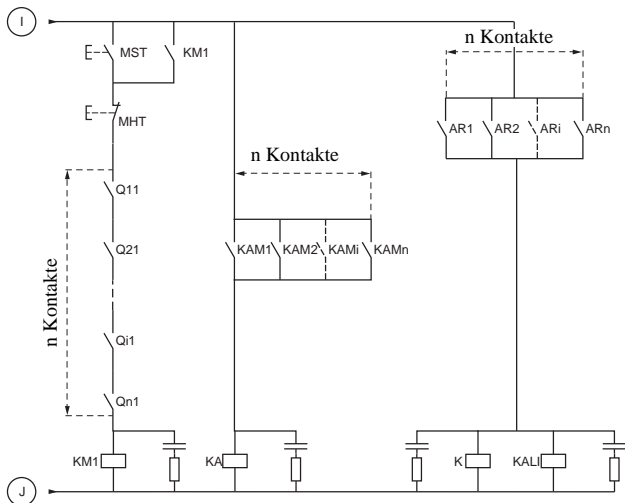 I
MST
KM1
n Kontakte
MHT
AR1
AR2
ARi
ARn
n Kontakte
Q11
n Kontakte
Q21
KAM1
KAM2
KAMi
KAMn
Qi1
Qn1
KM1
KA
K
KALI
J